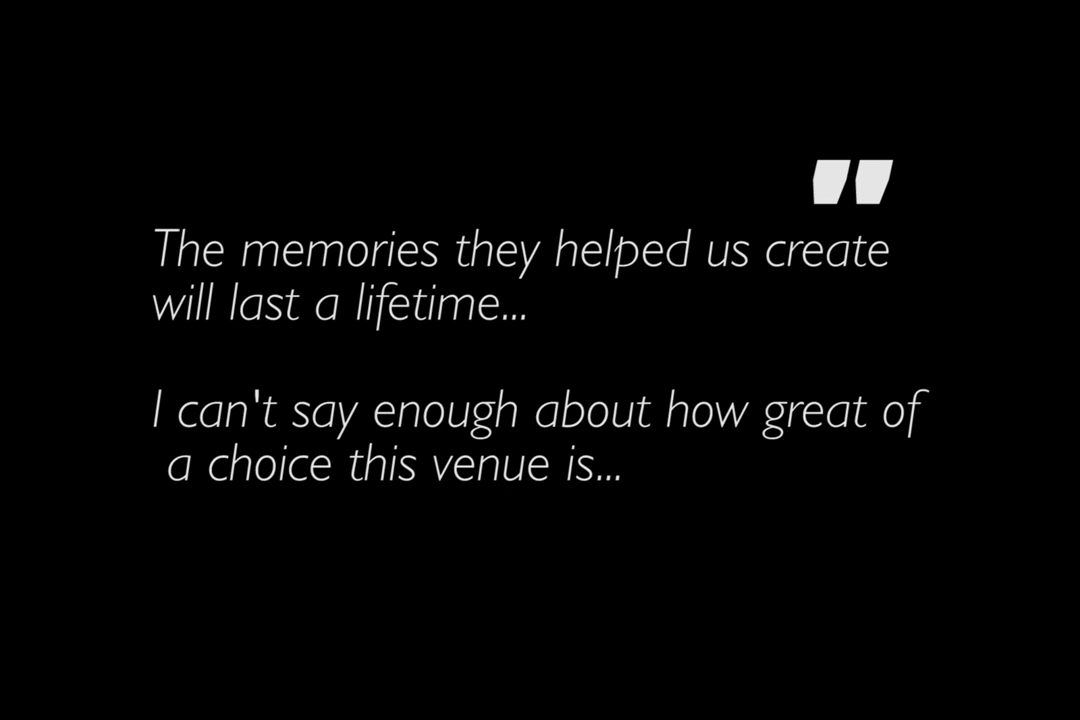 "
The memories they helped us create
will last a lifetime...
I can't say enough about how great of
a choice this venue is...